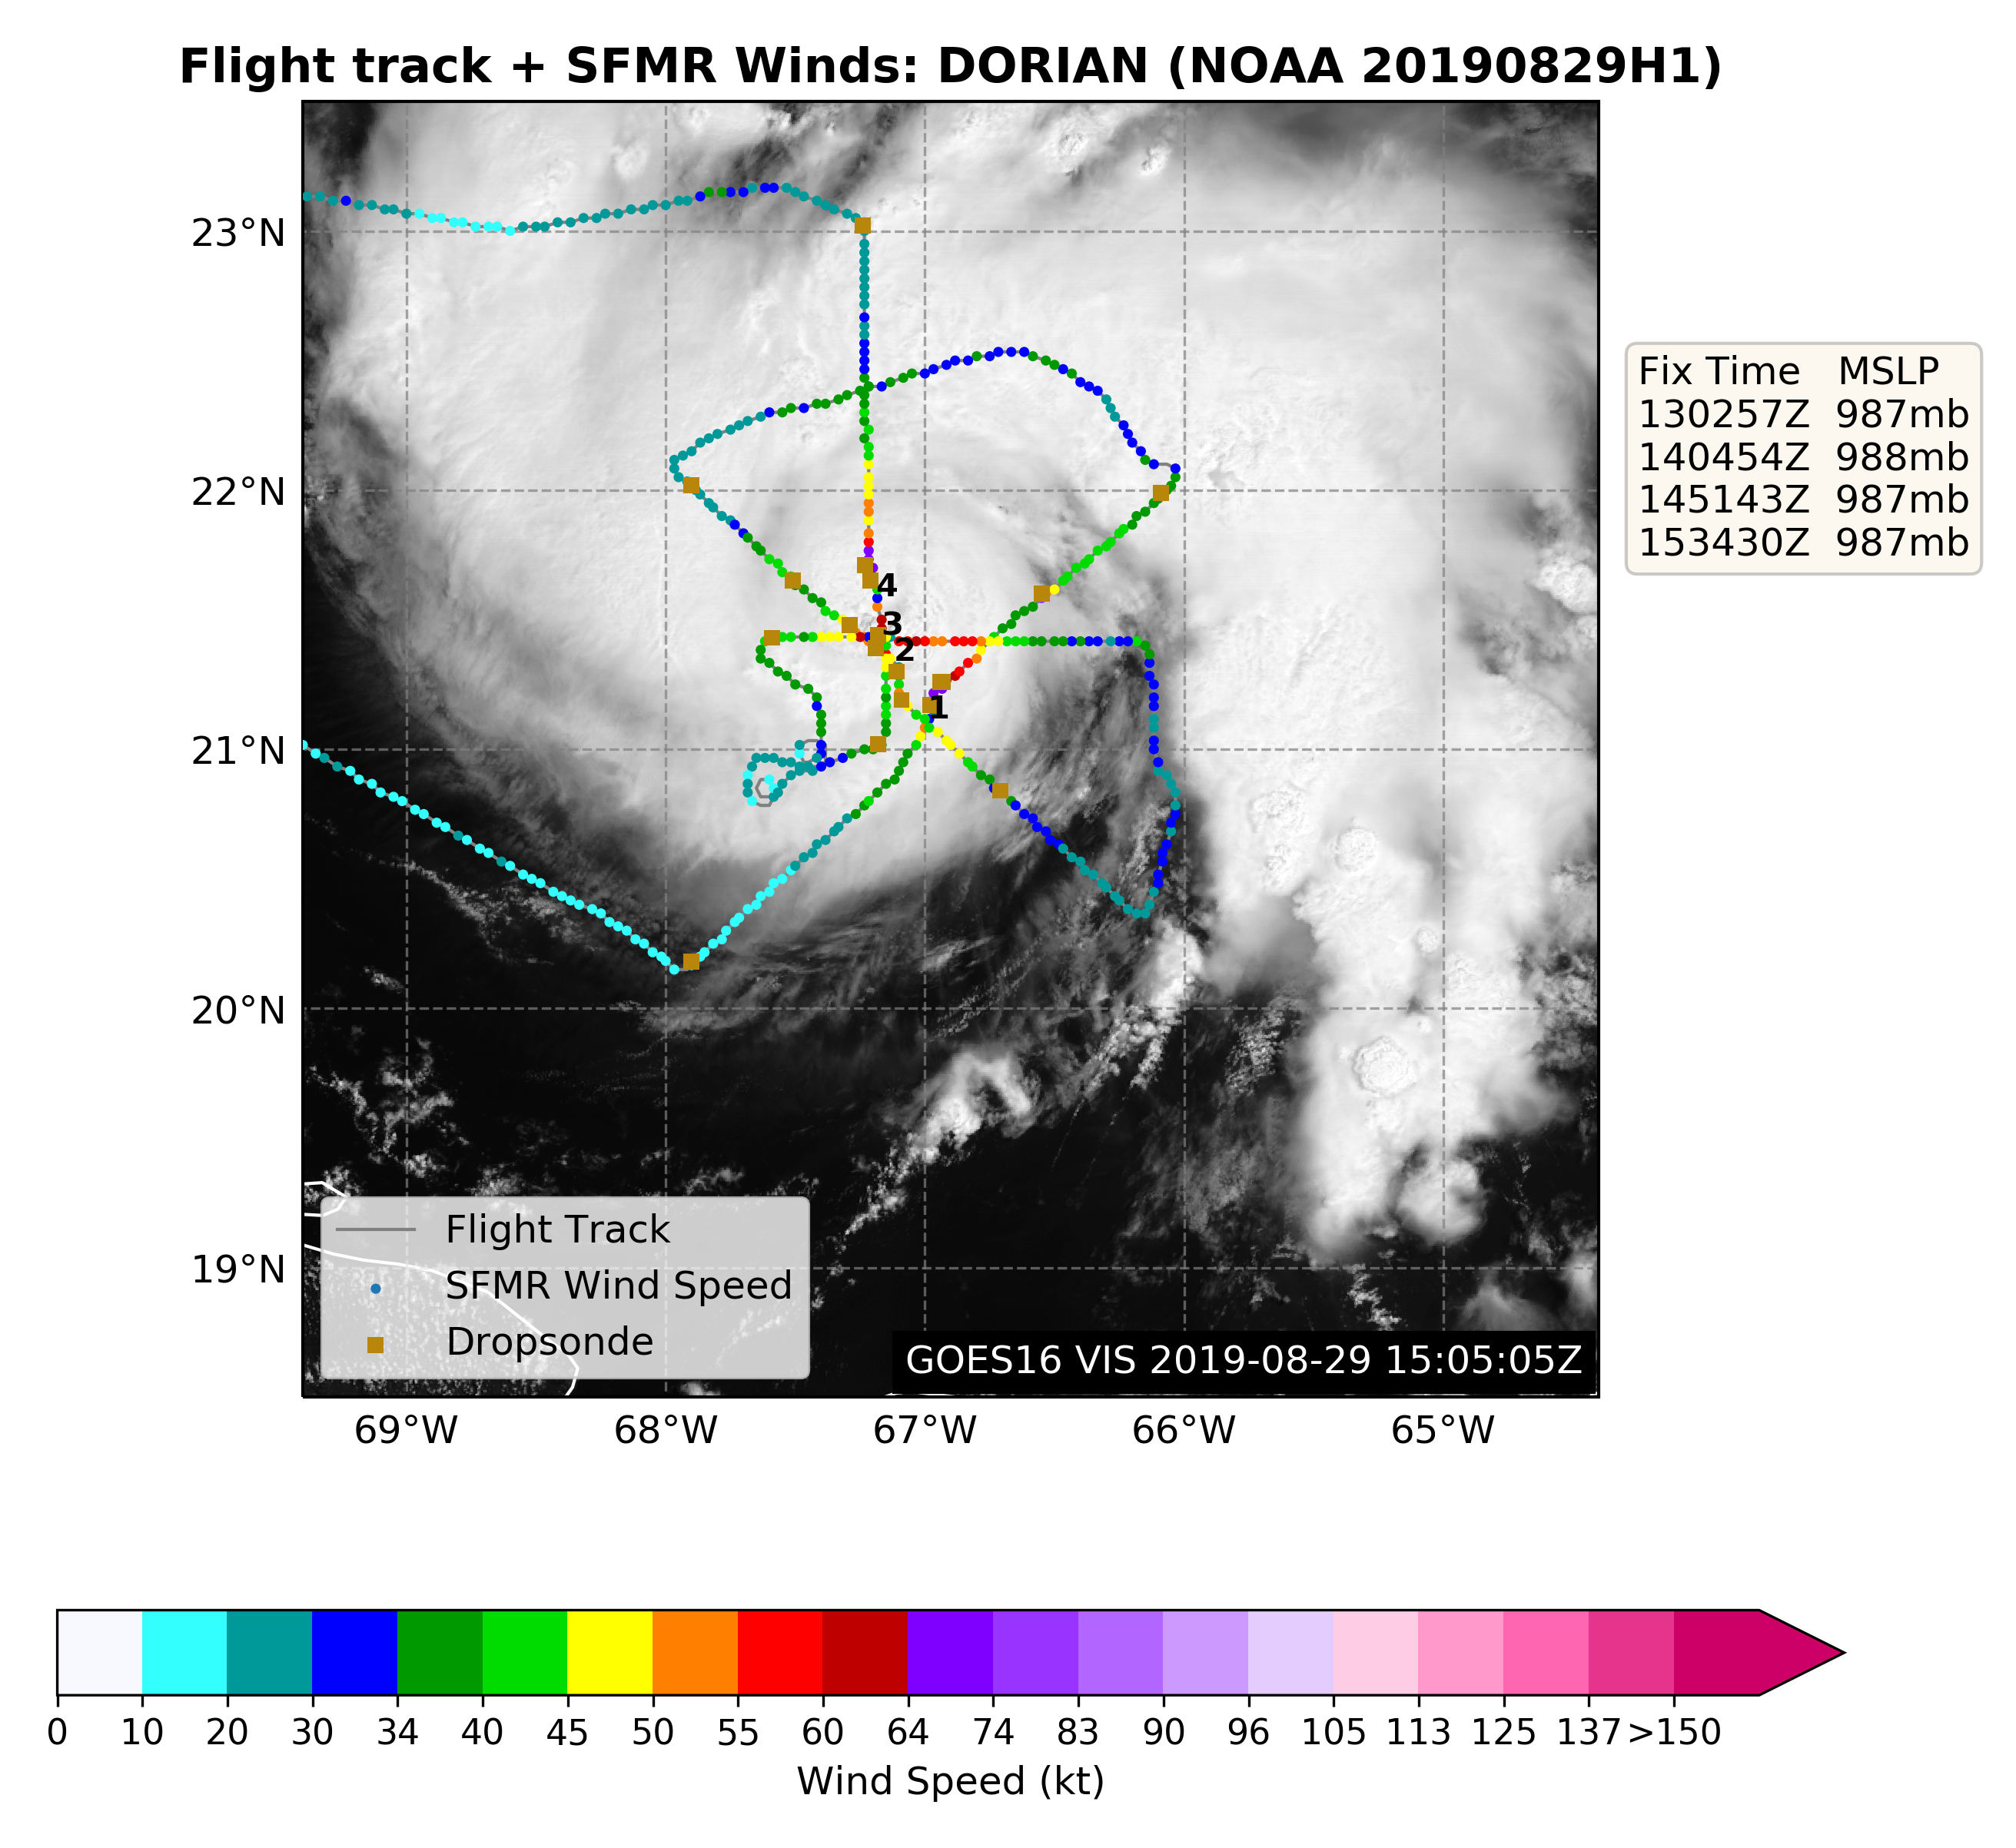 Flight track + SFMR Winds: DORIAN (NOAA 20190829H1)
23°N
22°N
21°N
20°N
19°N
4
3
2
1
Fix Time MSLP
130257Z 987mb
140454Z 988mb
145143Z 987mb
153430Z 987mb
Flight Track
SFMR Wind Speed
Dropsonde
GOES16 VIS 2019-08-29 15:05:05Z
69°W 68°W 67°W 66°W 65°W
0 10 20 30 34 40 45 50 55 60 64 74 83 90 96 105 113 125 137 >150
Wind Speed (kt)